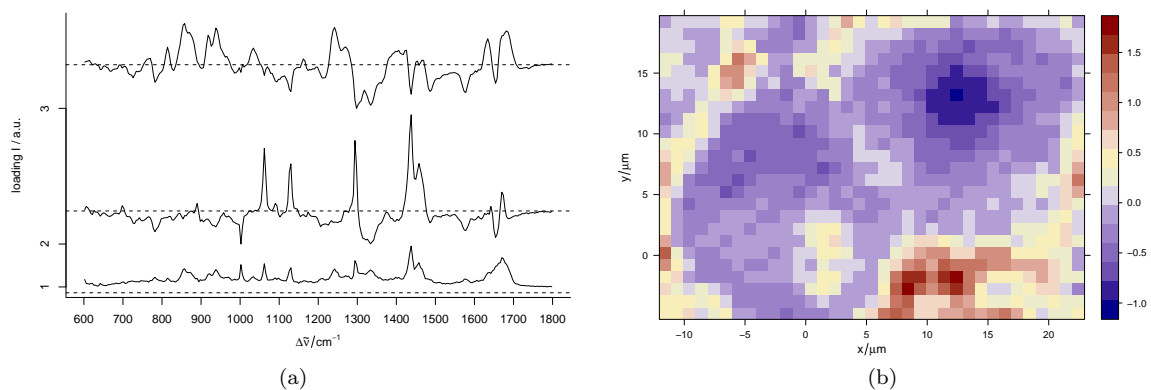 loading I / a.u.
3
2
1
600 700 800 900 1000 1100 1200 1300 1400 1500 1600 1700 1800
Δν̃ /cm⁻¹
(a)
y/μm
15
10
5
0
−10 −5 0 5 10 15 20
x/μm
1.5
1.0
0.5
0.0
−0.5
−1.0
(b)